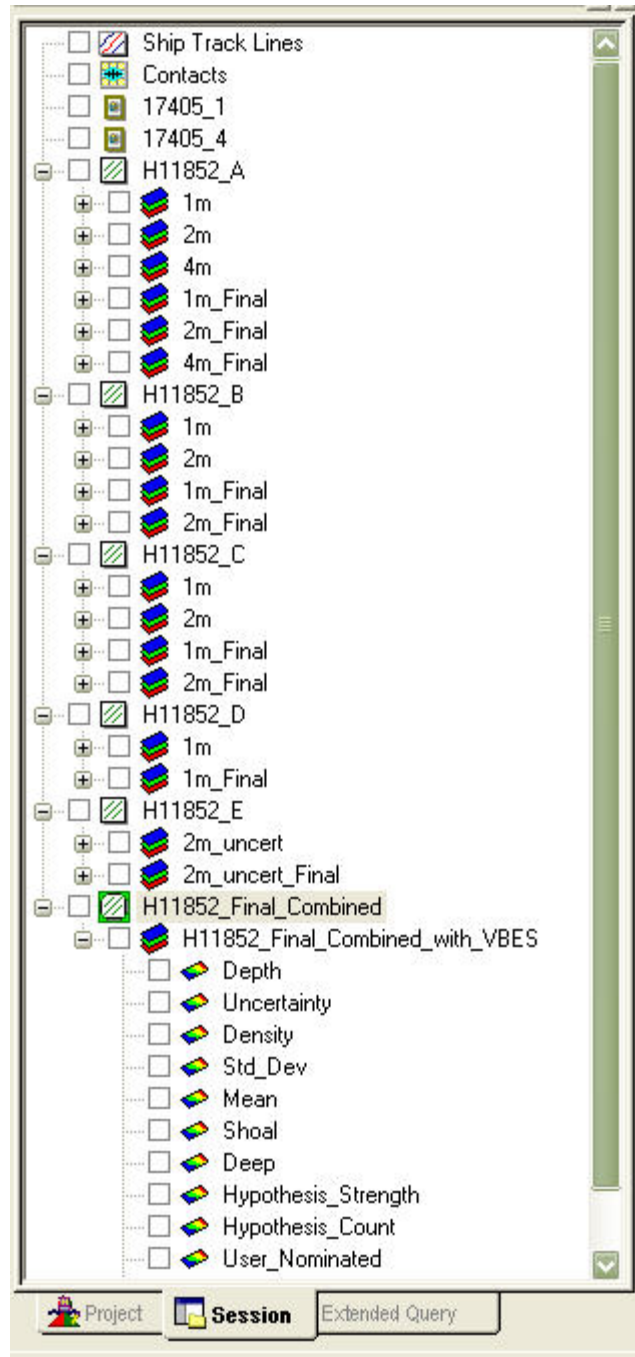 Ship Track Lines
Contacts
17405_1
17405_4
H11852_A
1m
2m
4m
1m_Final
2m_Final
4m_Final
H11852_B
1m
2m
1m_Final
2m_Final
H11852_C
1m
2m
1m_Final
2m_Final
H11852_D
1m
1m_Final
H11852_E
2m_uncert
2m_uncert_Final
H11852_Final_Combined
H11852_Final_Combined_with_VBES
Depth
Uncertainty
Density
Std_Dev
Mean
Shoal
Deep
Hypothesis_Strength
Hypothesis_Count
User_Nominated
Project Session Extended Query